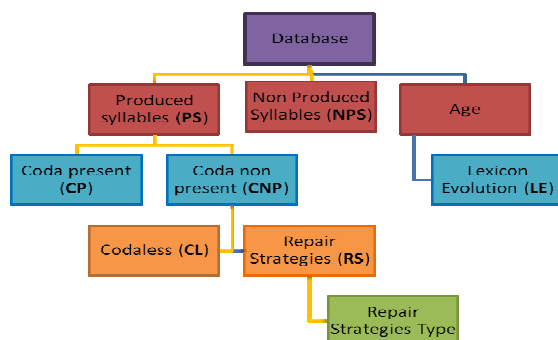 Database
Produced
syllables (PS)
Non Produced
Syllables (NPS)
Age
Coda present
(CP)
Coda non
present (CNP)
Lexicon
Evolution (LE)
Codaless (CL)
Repair
Strategies (RS)
Repair
Strategies Type